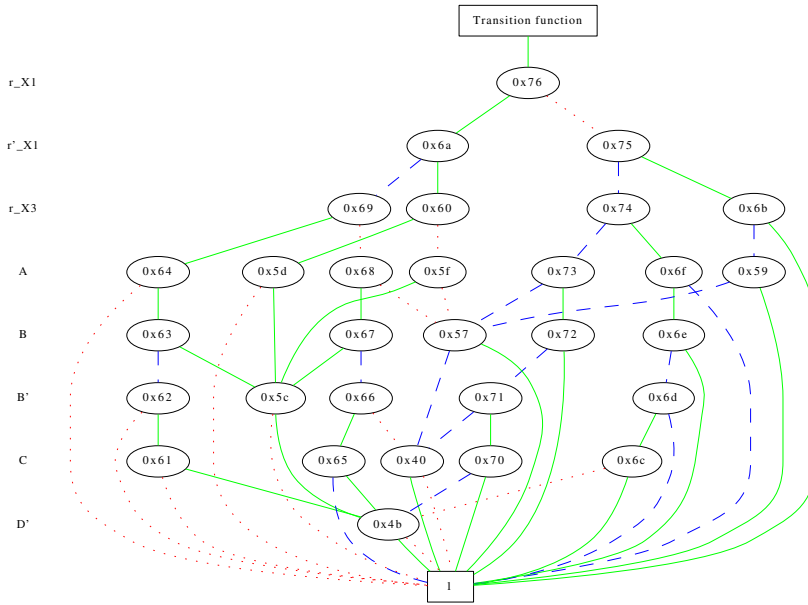 Transition function
r_X1
0x76
r'_X1
0x6a
0x75
r_X3
0x69
0x60
0x74
0x6b
A
0x64
0x5d
0x68
0x5f
0x73
0x6f
0x59
B
0x63
0x67
0x57
0x72
0x6e
B'
0x62
0x5c
0x66
0x71
0x6d
C
0x61
0x65
0x40
0x70
0x6c
D'
0x4b
1